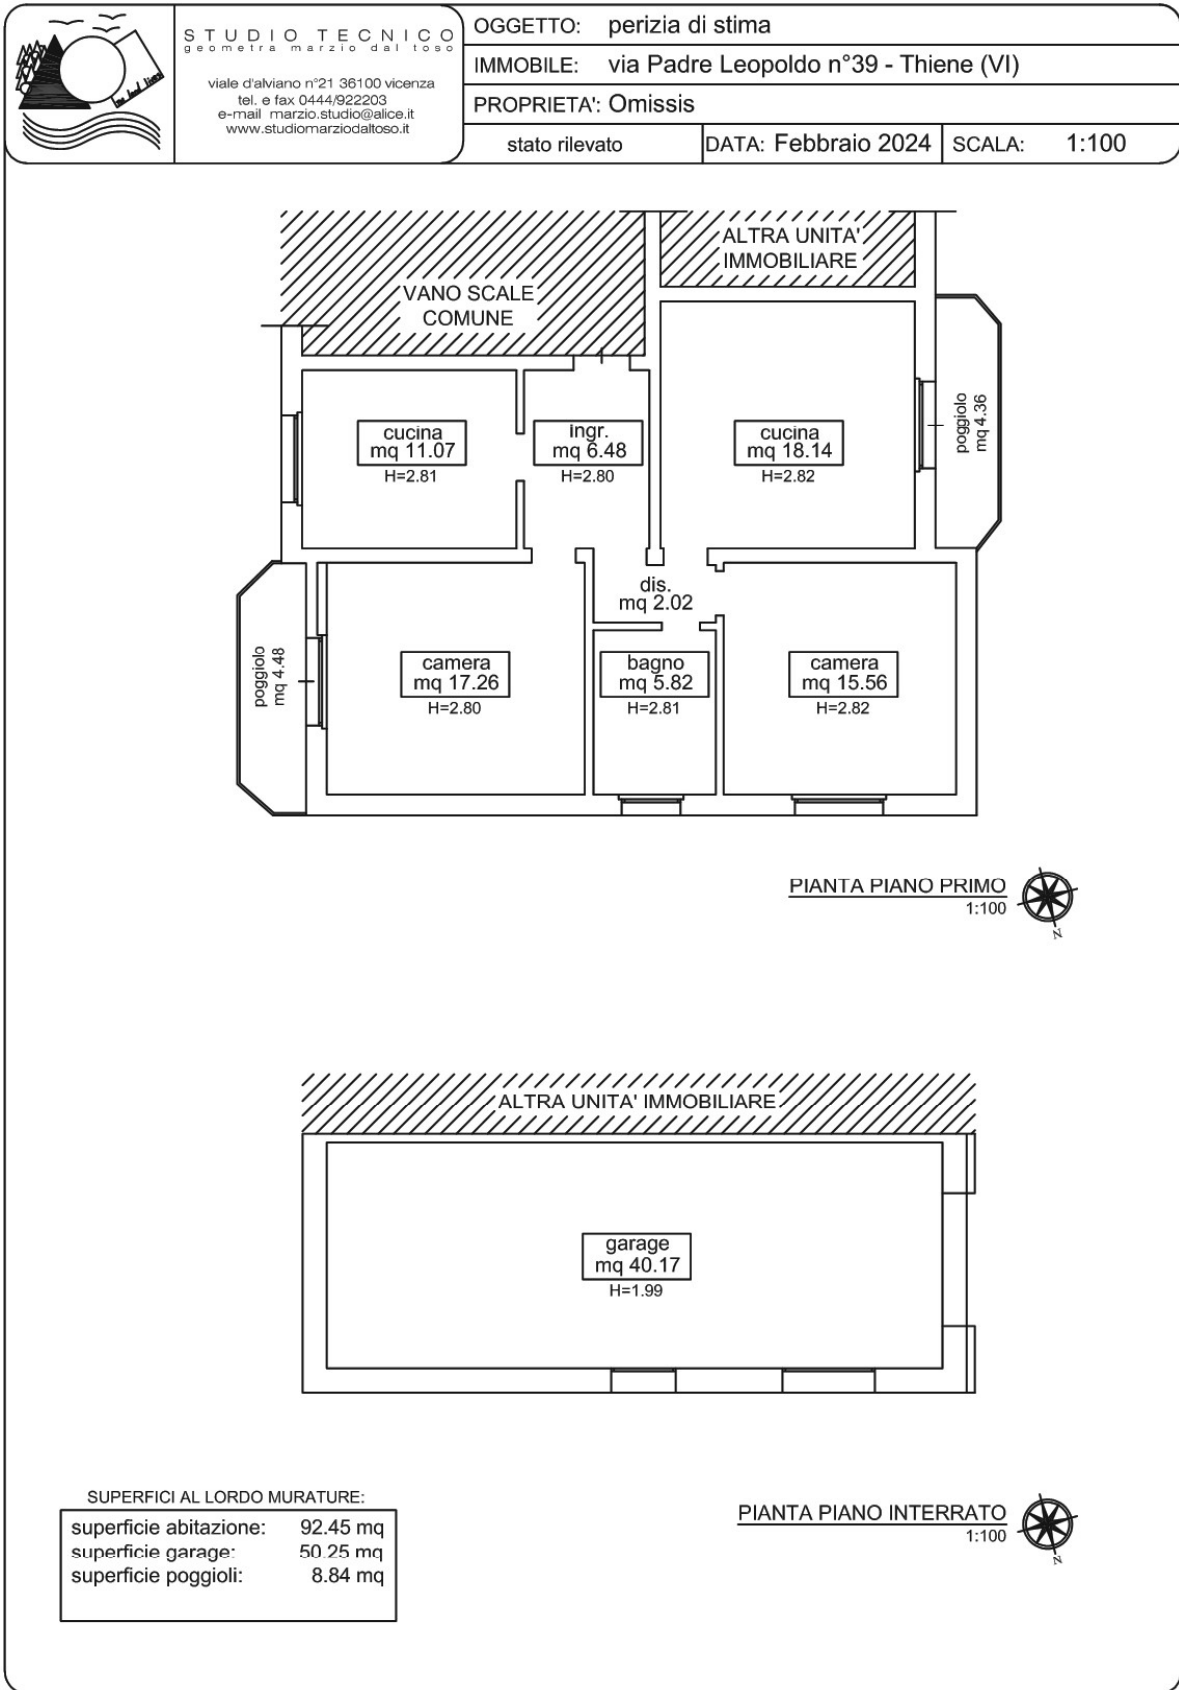 STUDIO TECNICO
geometra marzio dal toso
viale d'alviano n°21 36100 vicenza
tel. e fax 0444/922203
e-mail marzio.studio@alice.it
www.studiomarziodaltoso.it
OGGETTO: perizia di stima
IMMOBILE: via Padre Leopoldo n°39 - Thiene (VI)
PROPRIETA': Omissis
stato rilevato DATA: Febbraio 2024 SCALA: 1:100
ALTRA UNITA'
IMMOBILIARE
VANO SCALE
COMUNE
cucina
mq 11.07
H=2.81
ingr.
mq 6.48
H=2.80
cucina
mq 18.14
H=2.82
poggiolo
mq 4.36
dis.
mq 2.02
poggiolo
mq 4.48
camera
mq 17.26
H=2.80
bagno
mq 5.82
H=2.81
camera
mq 15.56
H=2.82
PIANTA PIANO PRIMO
1:100
N
ALTRA UNITA' IMMOBILIARE
garage
mq 40.17
H=1.99
SUPERFICI AL LORDO MURATURE:
superficie abitazione: 92.45 mq
superficie garage: 50.25 mq
superficie poggioli: 8.84 mq
PIANTA PIANO INTERRATO
1:100
N